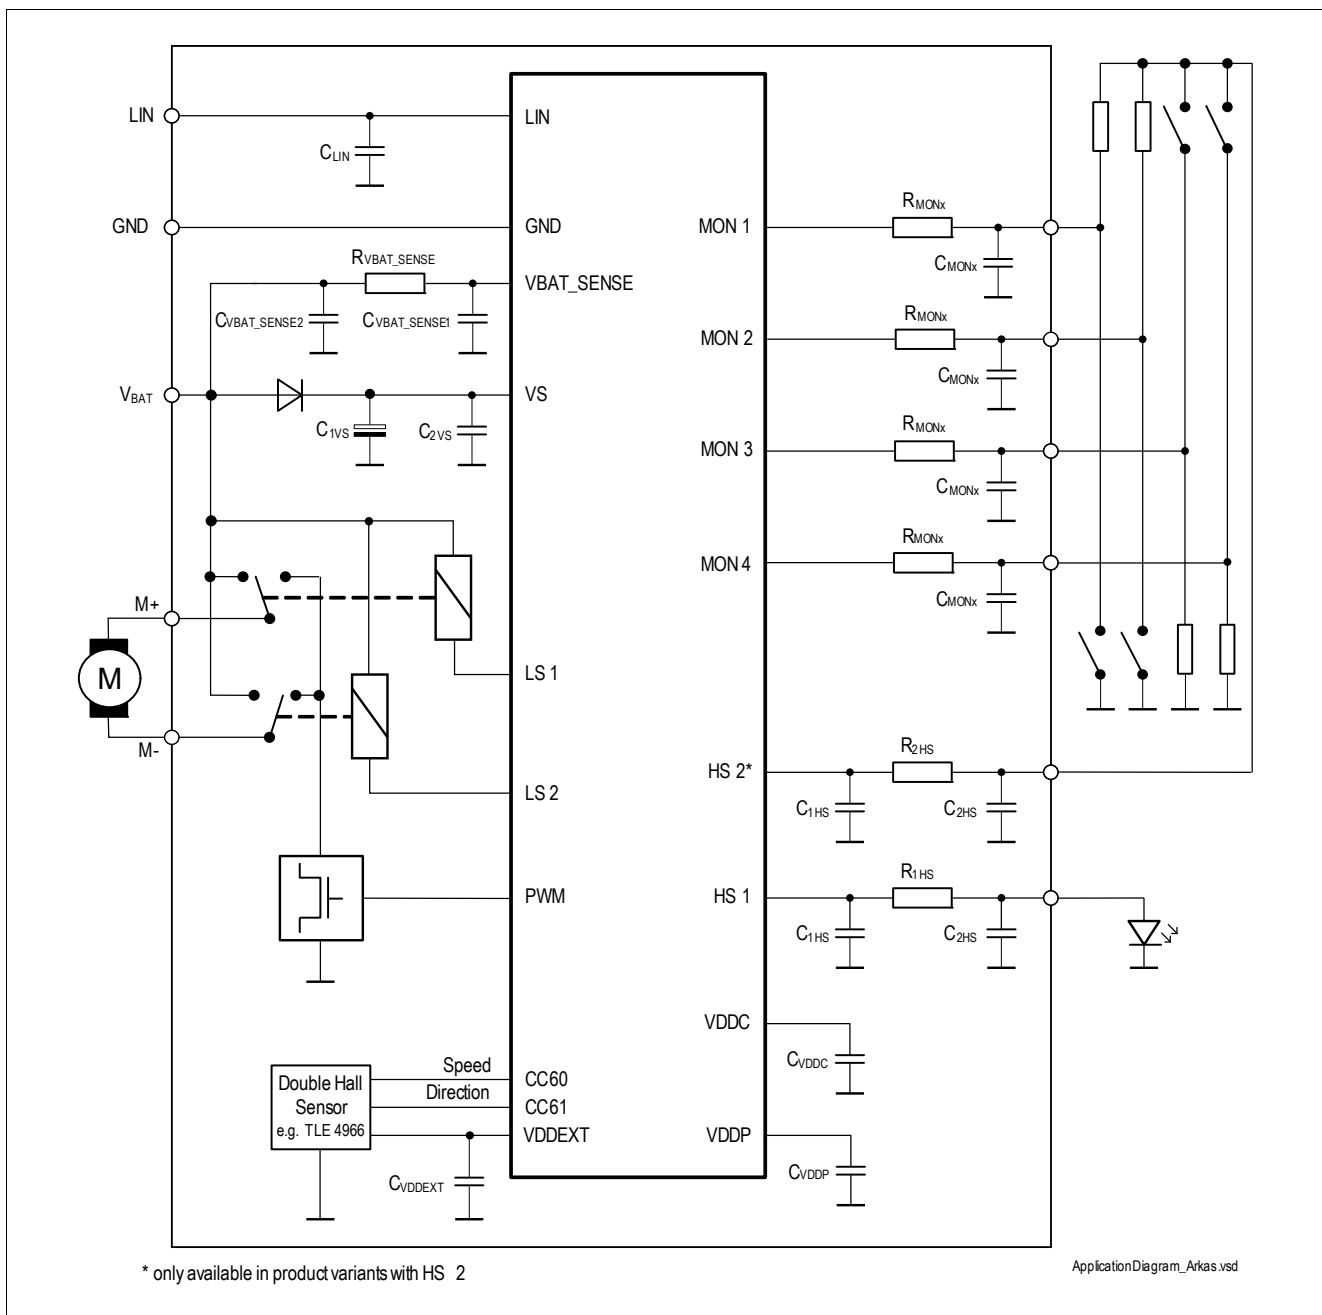 LIN
LIN
CLIN
GND
GND
MON 1
RMONx
CMONx
RVBAT_SENSE
VBAT_SENSE
CVBAT_SENSE2
CVBAT_SENSE1
MON 2
RMONx
CMONx
VBAT
VS
C1VS
C2VS
MON 3
RMONx
CMONx
MON 4
RMONx
CMONx
M+
M
M-
LS 1
LS 2
HS 2*
R2HS
C1HS
C2HS
PWM
HS 1
R1HS
C1HS
C2HS
VDDC
CVDDC
Double Hall
Sensor
e.g. TLE 4966
Speed
Direction
CC60
CC61
VDDEXT
CVDDEXT
VDDP
CVDDP
* only available in product variants with HS 2
ApplicationDiagram_Arkas.vsd